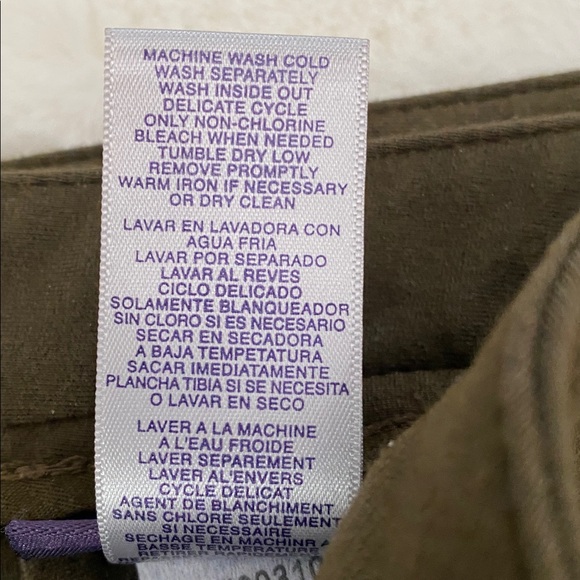 MACHINE WASH COLD
WASH SEPARATELY
WASH INSIDE OUT
DELICATE CYCLE
ONLY NON-CHLORINE
BLEACH WHEN NEEDED
TUMBLE DRY LOW
REMOVE PROMPTLY
WARM IRON IF NECESSARY
OR DRY CLEAN
LAVAR EN LAVADORA CON
AGUA FRIA
LAVAR POR SEPARADO
LAVAR AL REVES
CICLO DELICADO
SOLAMENTE BLANQUEADOR
SIN CLORO SI ES NECESARIO
SECAR EN SECADORA
A BAJA TEMPETATURA
SACAR IMEDIATAMENTE
PLANCHA TIBIA SI SE NECESITA
O LAVAR EN SECO
LAVER A LA MACHINE
A L'EAU FROIDE
LAVER SEPAREMENT
LAVER AL'ENVERS
CYCLE DELICAT
AGENT DE BLANCHIMENT
SANS CHLORE SEULEMENT
SI NECESSAIRE
SECHAGE EN MACHINR A
BASSE TEMPERATURE
RETIRER